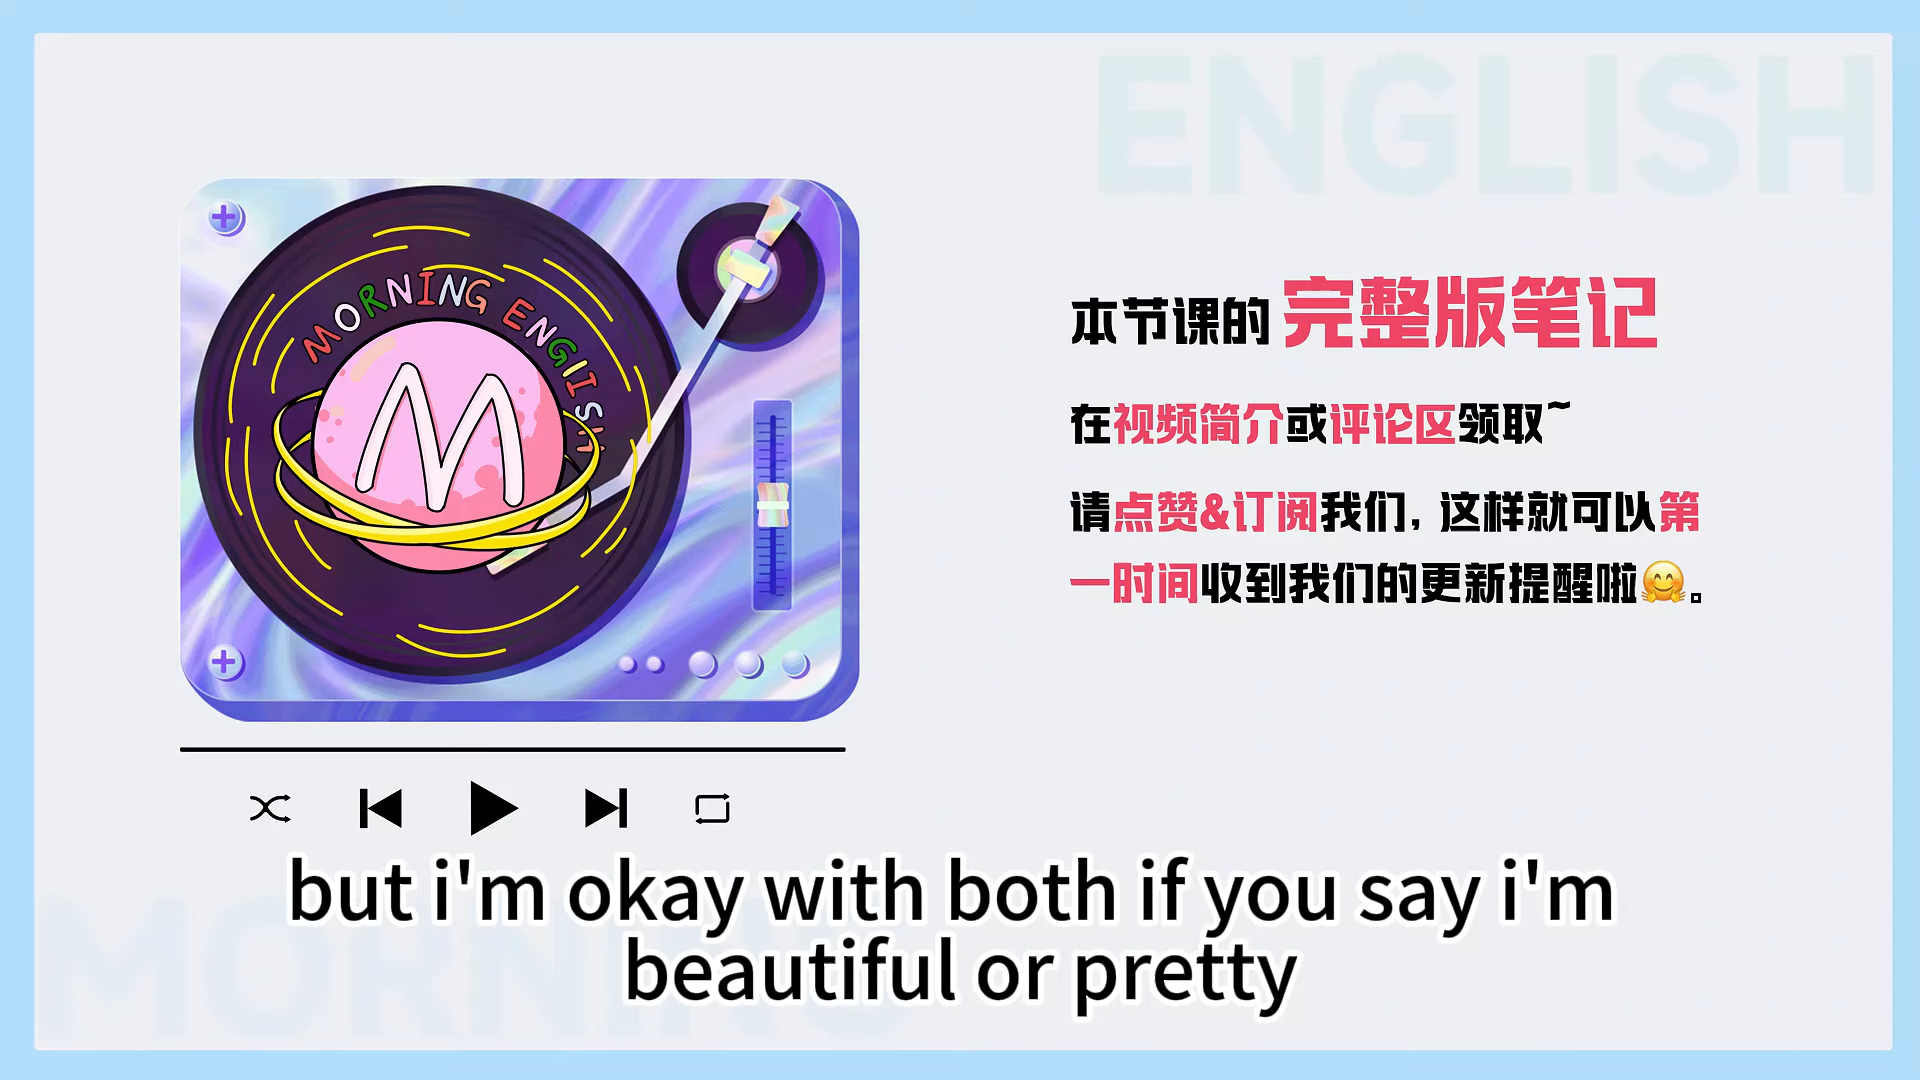 ENGLISH
MORNING ENGLISH
M
本节课的完整版笔记
在视频简介或评论区领取~
请点赞&订阅我们，这样就可以第
一时间收到我们的更新提醒啦🤗。
but i'm okay with both if you say i'm
beautiful or pretty
MORNING